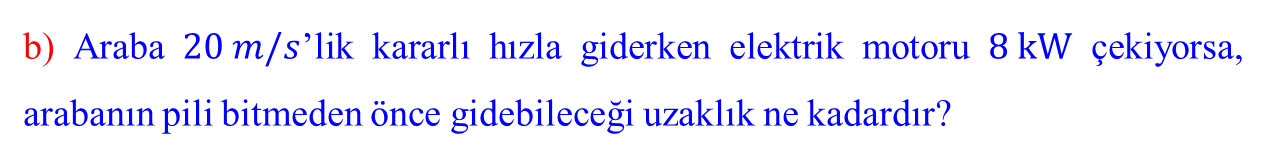 b) Araba 20 m/s’lik kararlı hızla giderken elektrik motoru 8 kW çekiyorsa,
arabanın pili bitmeden önce gidebileceği uzaklık ne kadardır?